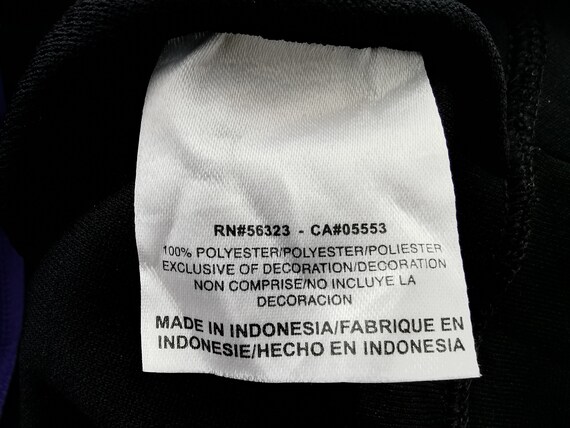 RN#56323 - CA#05553
100% POLYESTER/POLYESTER/POLIESTER
EXCLUSIVE OF DECORATION/DECORATION
NON COMPRISE/NO INCLUYE LA
DECORACION
MADE IN INDONESIA/FABRIQUE EN
INDONESIE/HECHO EN INDONESIA